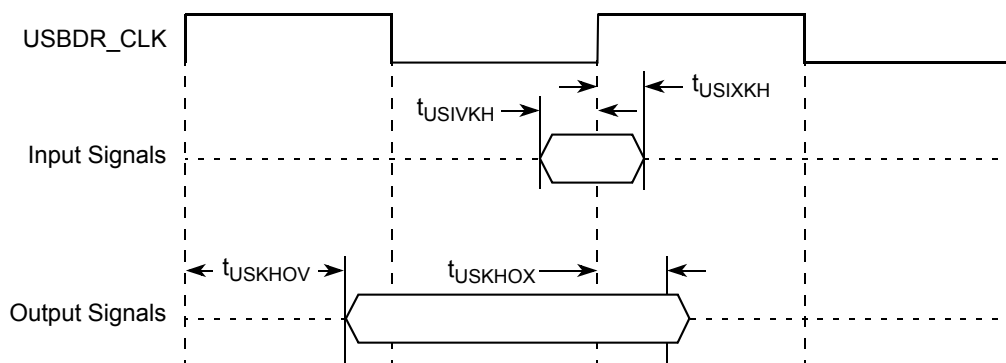 USBDR_CLK
tUSIXKH
tUSIVKH
Input Signals
tUSKHOV
tUSKHOX
Output Signals